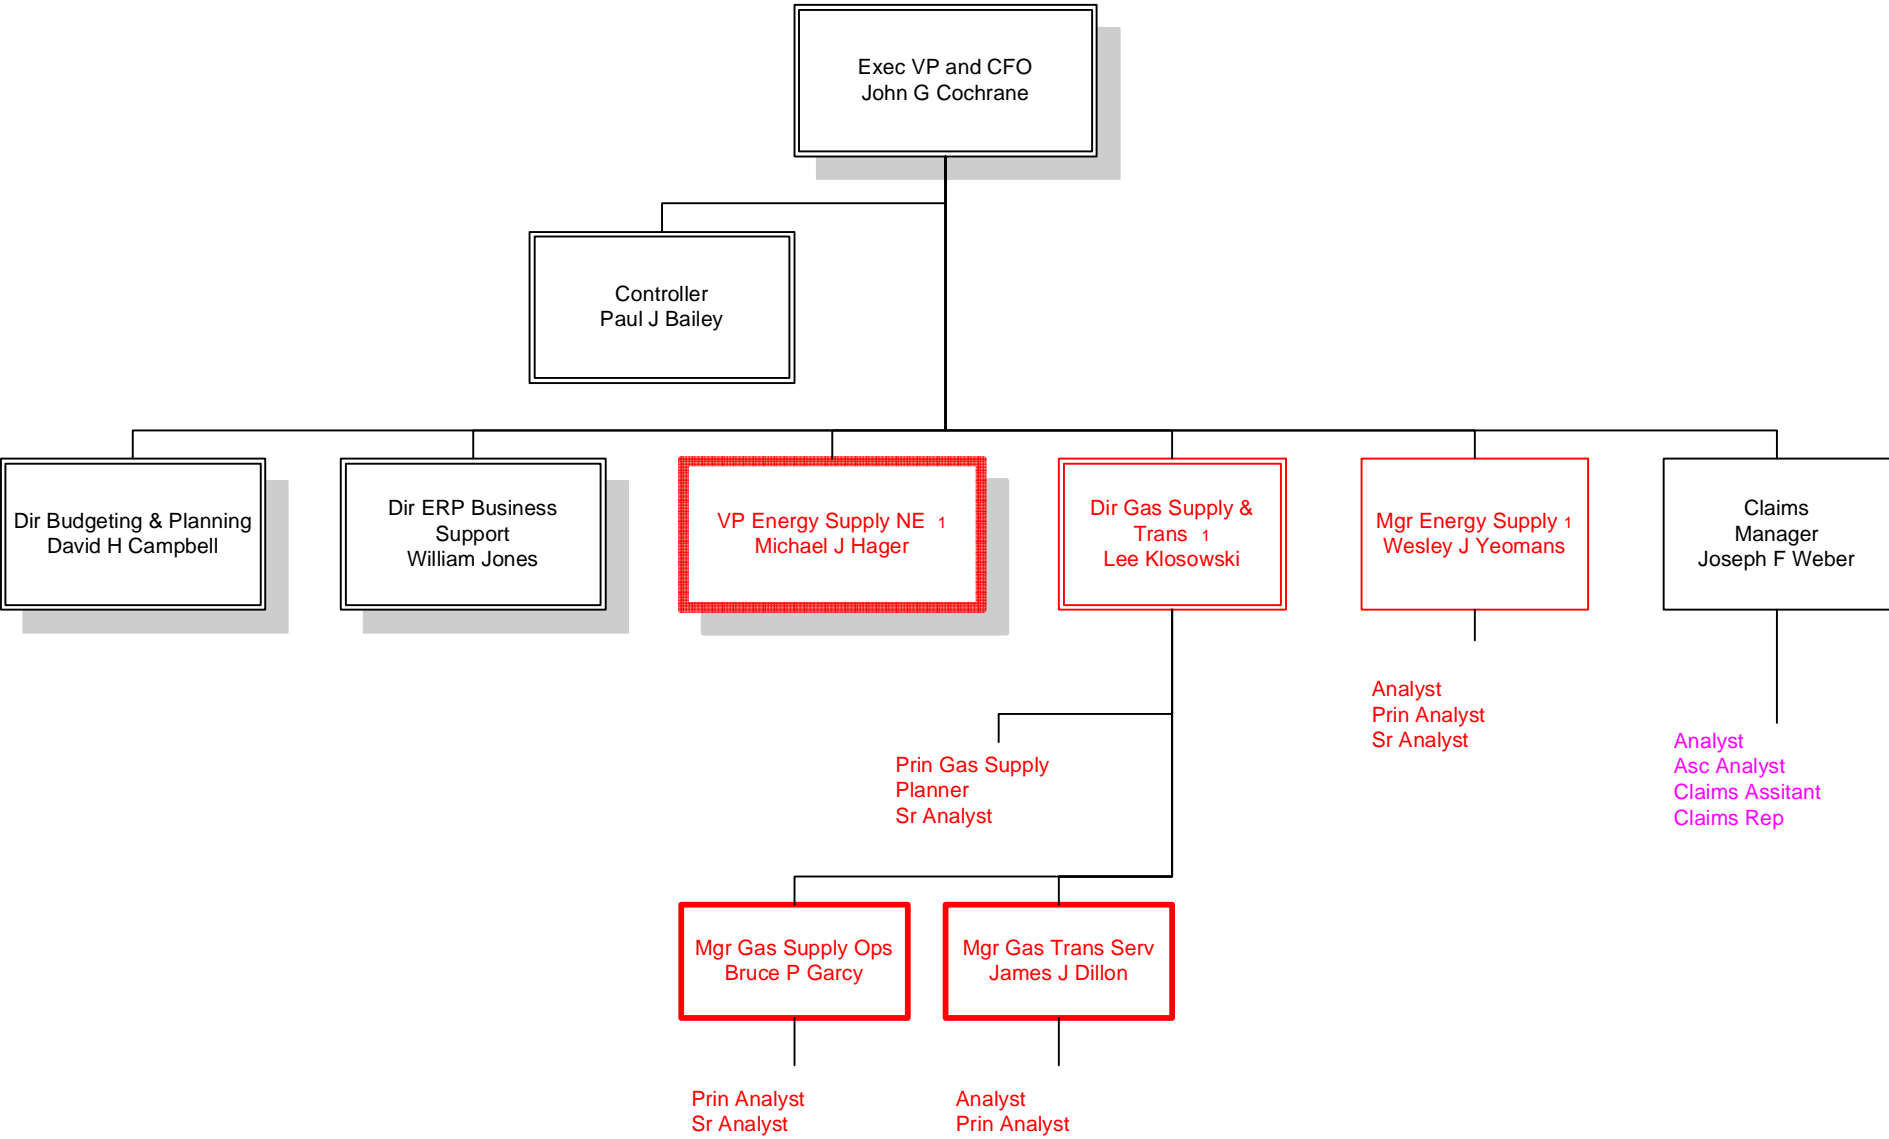 Exec VP and CFO
John G Cochrane
Controller
Paul J Bailey
Dir Budgeting & Planning
David H Campbell
Dir ERP Business
Support
William Jones
VP Energy Supply NE 1
Michael J Hager
Dir Gas Supply &
Trans 1
Lee Klosowski
Mgr Energy Supply 1
Wesley J Yeomans
Claims
Manager
Joseph F Weber
Analyst
Prin Analyst
Sr Analyst
Analyst
Asc Analyst
Claims Assitant
Claims Rep
Prin Gas Supply
Planner
Sr Analyst
Mgr Gas Supply Ops
Bruce P Garcy
Mgr Gas Trans Serv
James J Dillon
Prin Analyst
Sr Analyst
Analyst
Prin Analyst